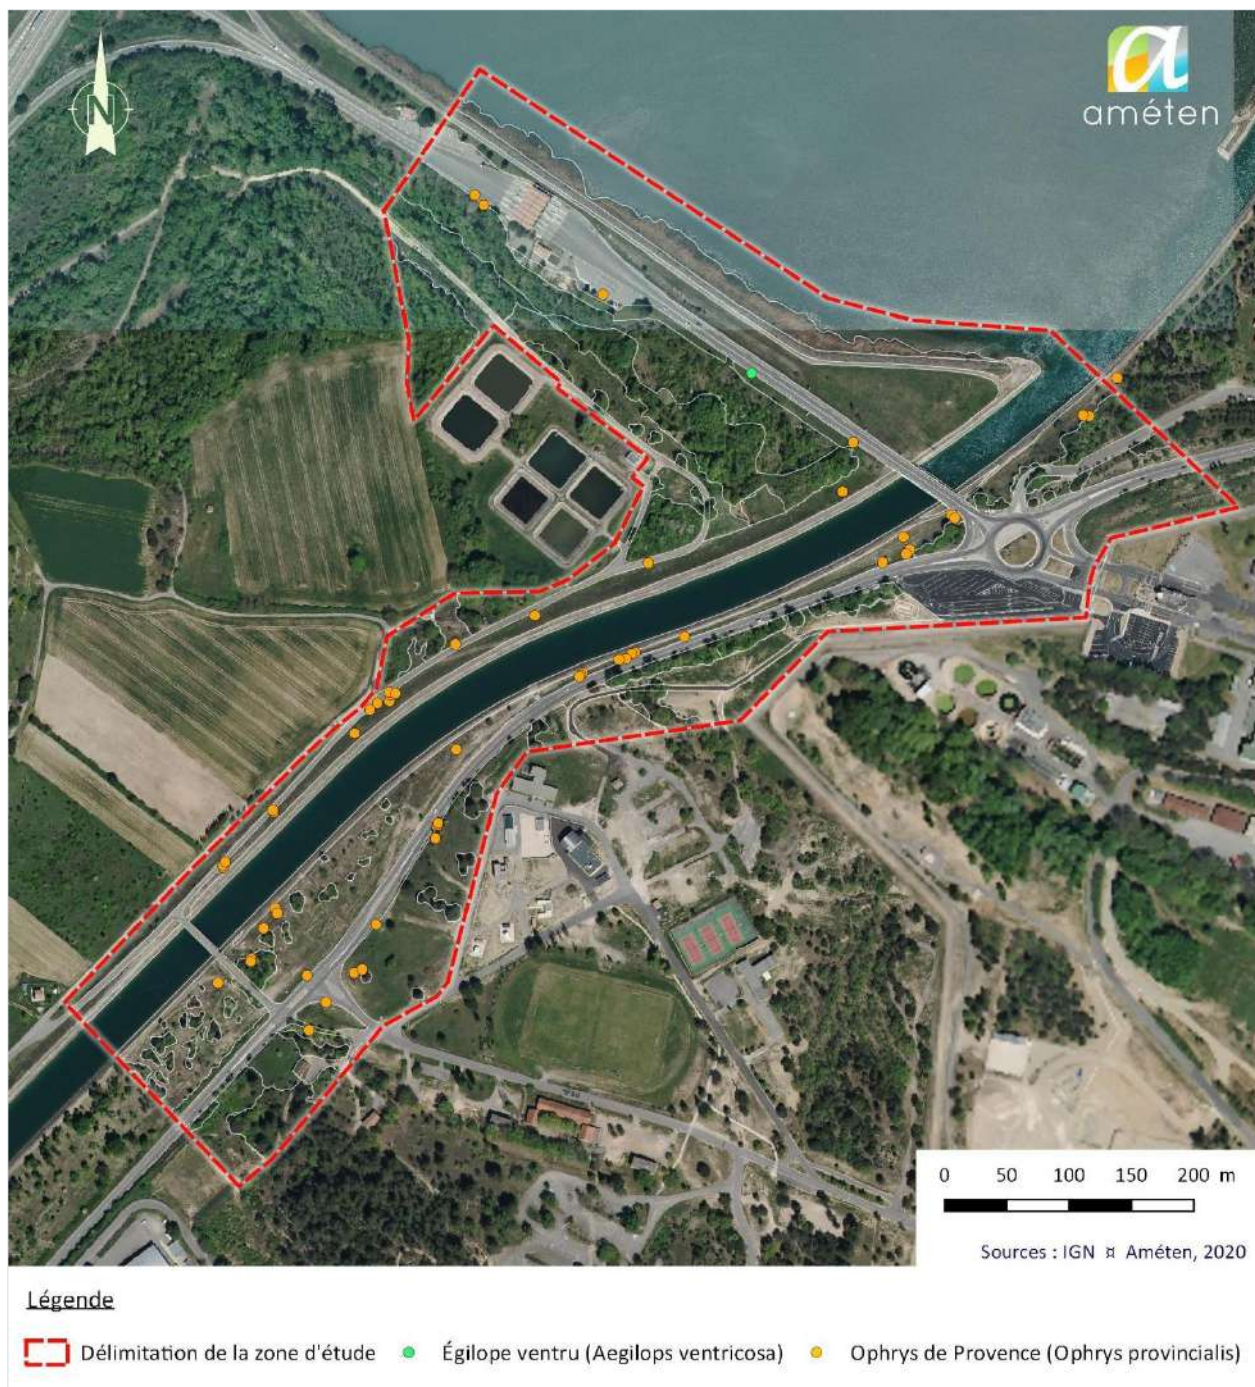 N
améten
0 50 100 150 200 m
Sources : IGN ¤ Améten, 2020
Légende
Délimitation de la zone d'étude
Égilope ventru (Aegilops ventricosa)
Ophrys de Provence (Ophrys provincialis)